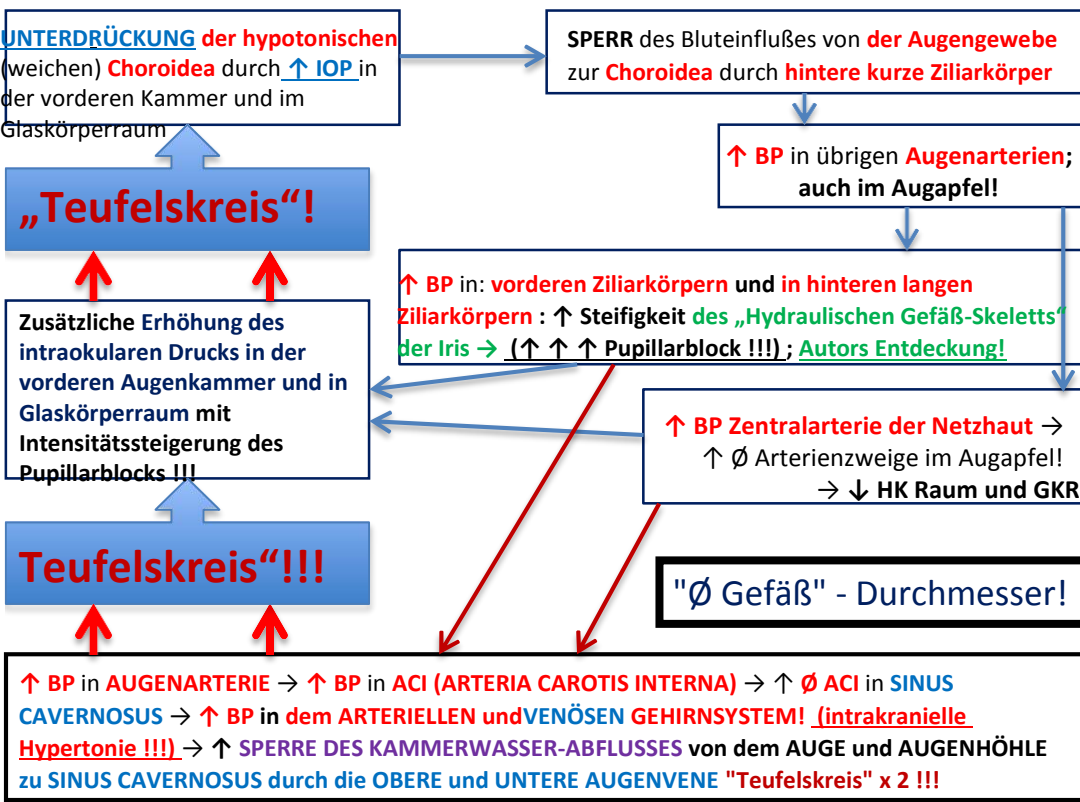 UNTERDRÜCKUNG der hypotonischen
(weichen) Choroidea durch ↑ IOP in
der vorderen Kammer und im
Glaskörperraum
SPERR des Bluteinflußes von der Augengewebe
zur Choroidea durch hintere kurze Ziliarkörper
↑ BP in übrigen Augenarterien;
auch im Augapfel!
„Teufelskreis“!
↑ BP in: vorderen Ziliarkörpern und in hinteren langen
Ziliarkörpern : ↑ Steifigkeit des „Hydraulischen Gefäß-Skeletts“
der Iris → (↑ ↑ ↑ Pupillarblock !!!) ; Autors Entdeckung!
Zusätzliche Erhöhung des
intraokularen Drucks in der
vorderen Augenkammer und in
Glaskörperraum mit
Intensitätssteigerung des
Pupillarblocks !!!
↑ BP Zentralarterie der Netzhaut →
↑ Ø Arterienzweige im Augapfel!
→ ↓ HK Raum und GKR
Teufelskreis“!!!
"Ø Gefäß" - Durchmesser!
↑ BP in AUGENARTERIE → ↑ BP in ACI (ARTERIA CAROTIS INTERNA) → ↑ Ø ACI in SINUS
CAVERNOSUS → ↑ BP in dem ARTERIELLEN undVENÖSEN GEHIRNSYSTEM! (intrakranielle
Hypertonie !!!) → ↑ SPERRE DES KAMMERWASSER-ABFLUSSES von dem AUGE und AUGENHÖHLE
zu SINUS CAVERNOSUS durch die OBERE und UNTERE AUGENVENE "Teufelskreis" x 2 !!!